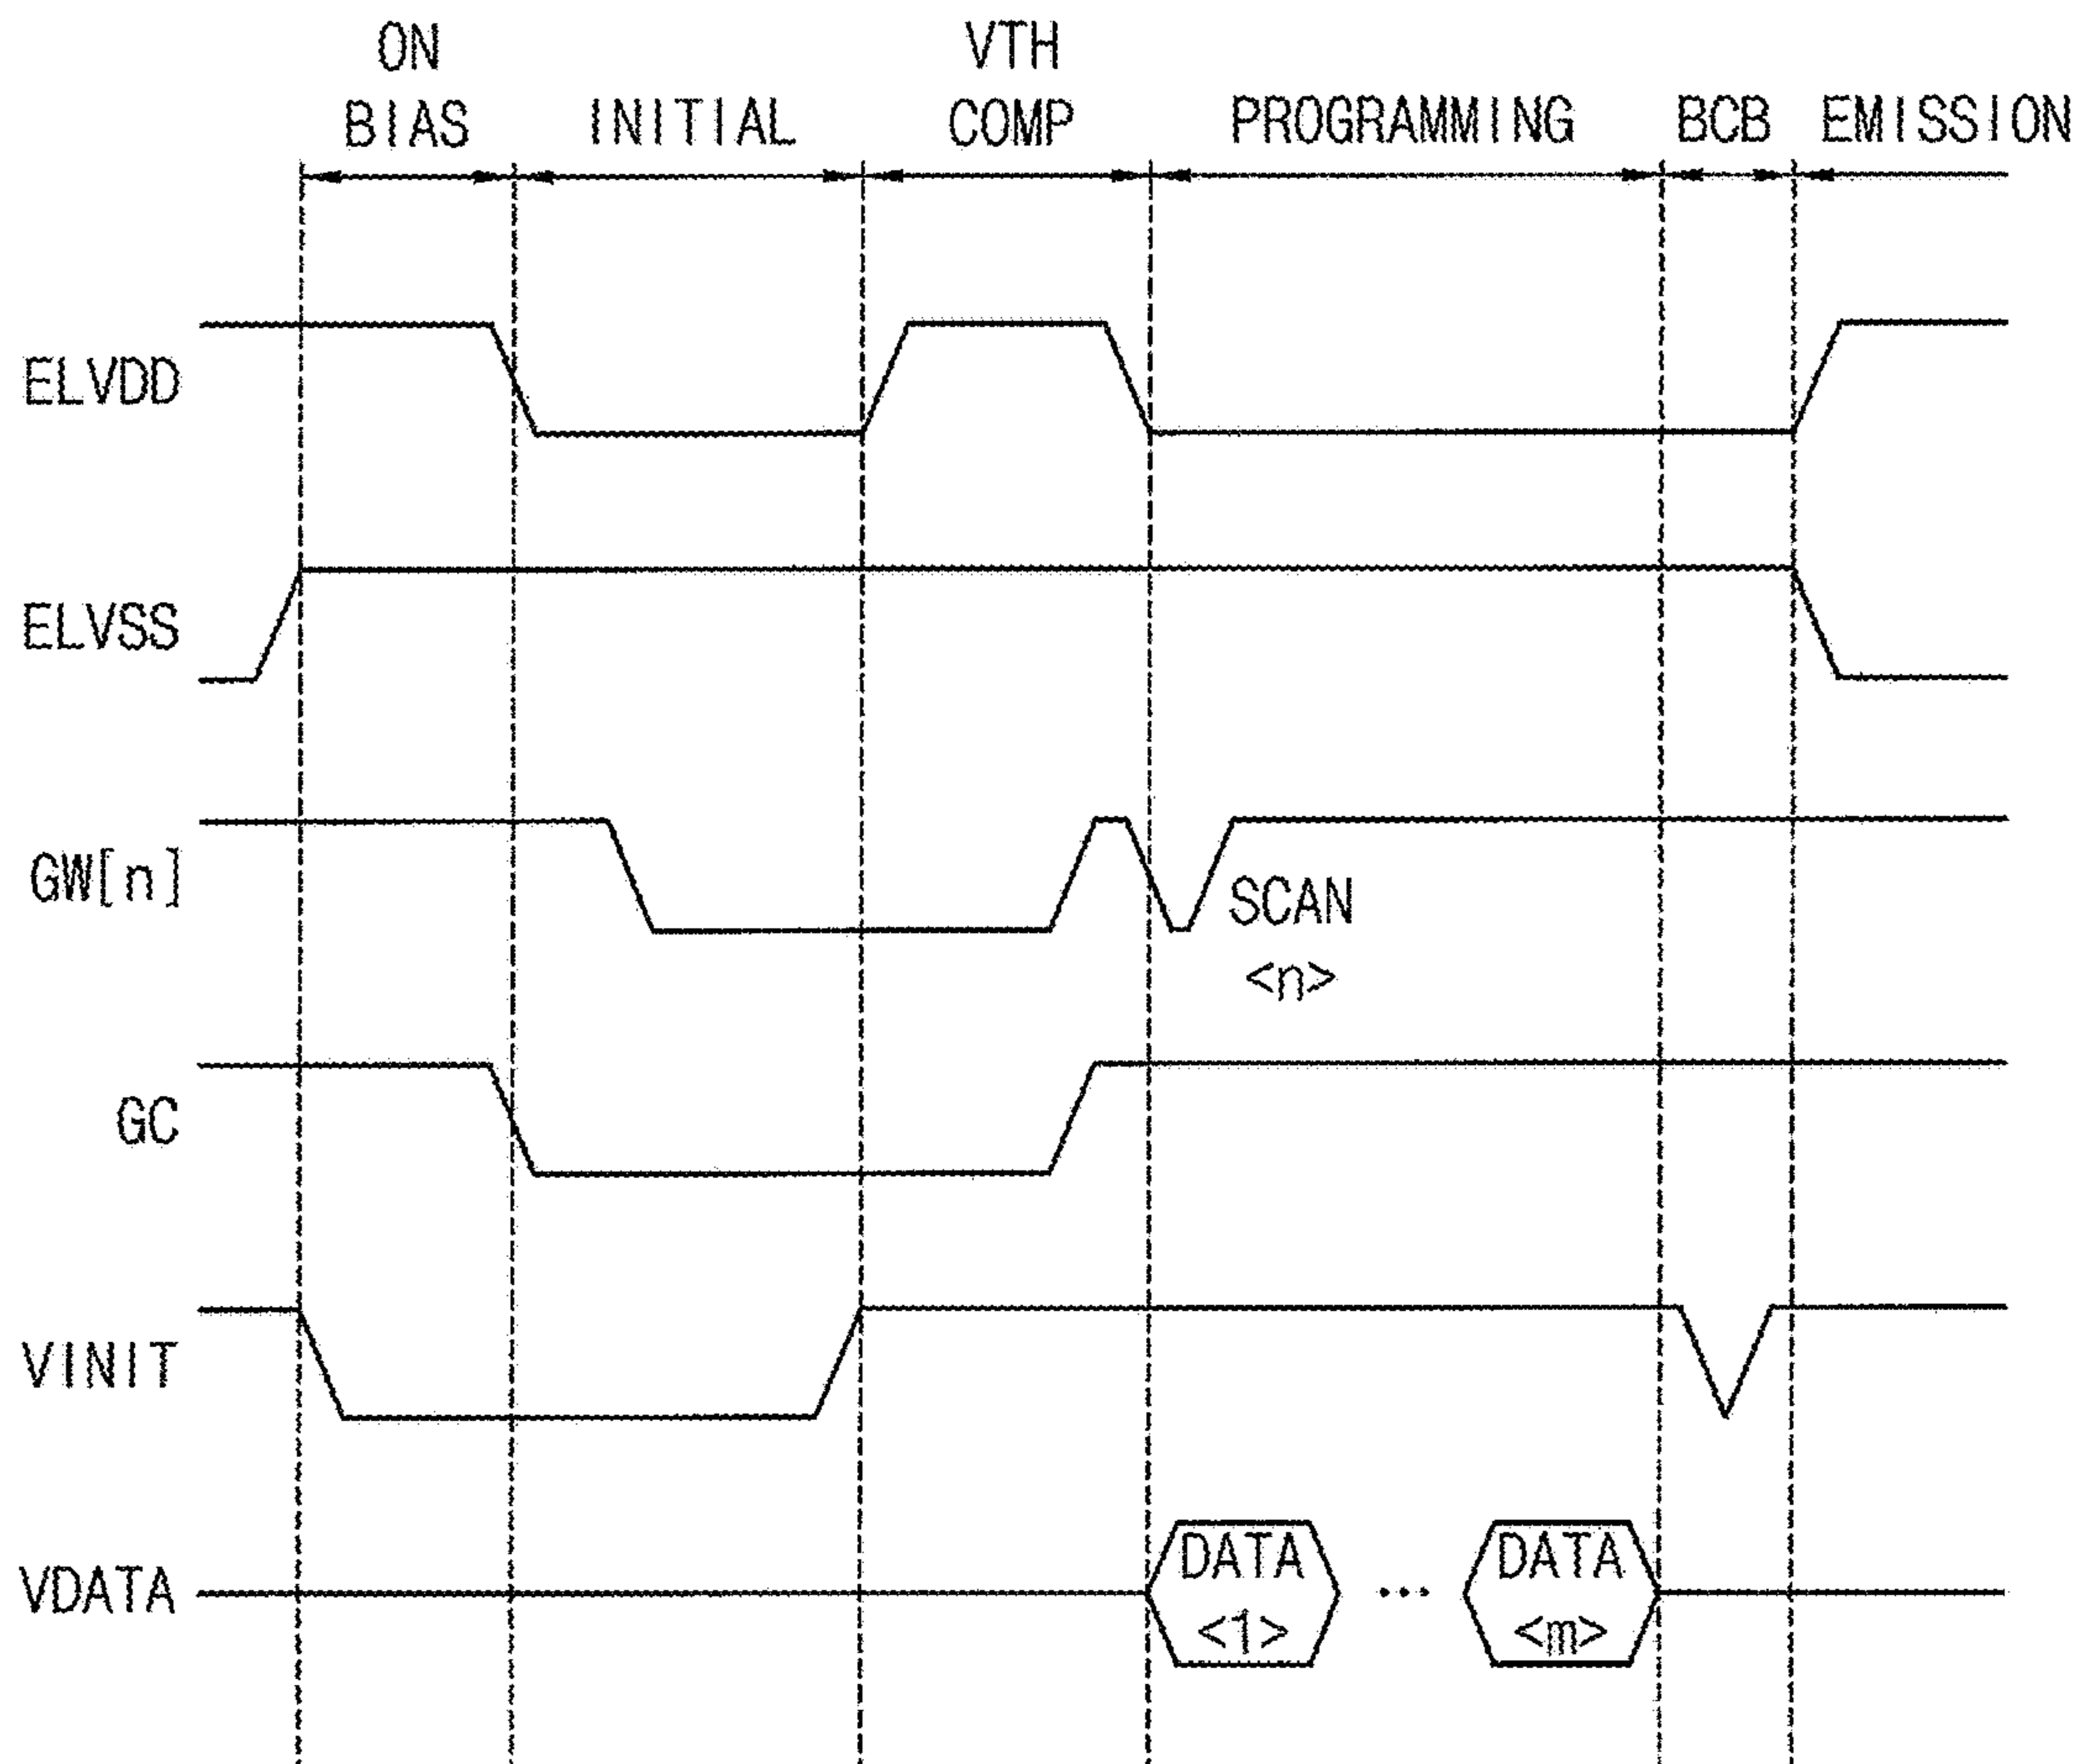 ON BIAS
INITIAL
VTH COMP
PROGRAMMING
BCB
EMISSION
ELVDD
ELVSS
GW[n]
SCAN
<n>
GC
VINIT
VDATA
DATA
<1>
...
DATA
<m>